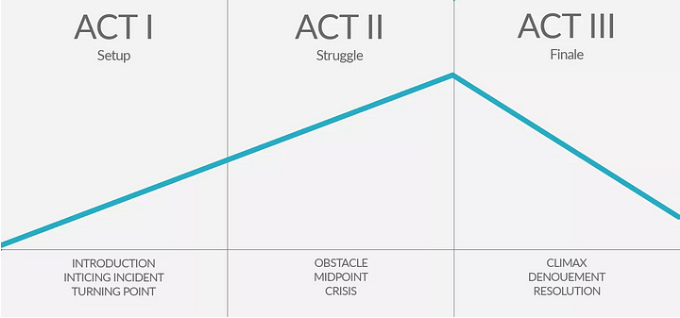 ACT I
Setup
INTRODUCTION
INTICING INCIDENT
TURNING POINT
ACT II
Struggle
OBSTACLE
MIDPOINT
CRISIS
ACT III
Finale
CLIMAX
DENOUEMENT
RESOLUTION